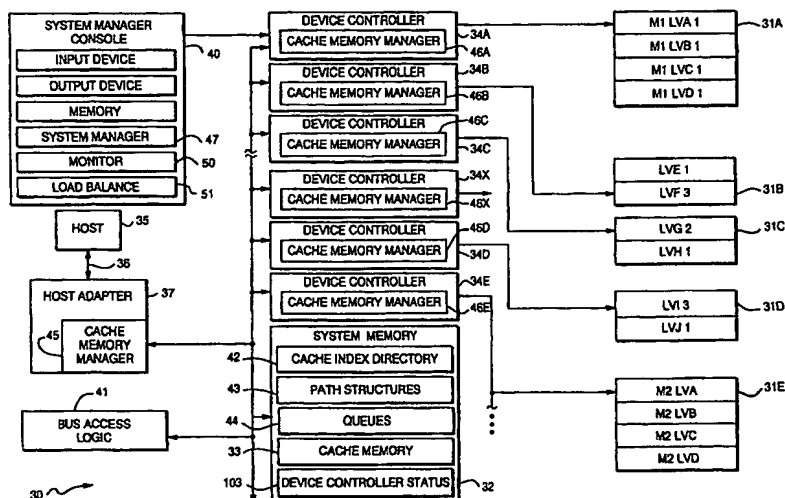 SYSTEM MANAGER
CONSOLE
40
INPUT DEVICE
OUTPUT DEVICE
MEMORY
SYSTEM MANAGER
47
MONITOR
50
LOAD BALANCE
51
HOST
35
36
HOST ADAPTER
37
45
CACHE
MEMORY
MANAGER
41
BUS ACCESS
LOGIC
30
DEVICE CONTROLLER
34A
CACHE MEMORY MANAGER
46A
DEVICE CONTROLLER
34B
CACHE MEMORY MANAGER
46B
DEVICE CONTROLLER
46C
CACHE MEMORY MANAGER
34C
DEVICE CONTROLLER
34X
CACHE MEMORY MANAGER
46X
DEVICE CONTROLLER
46D
CACHE MEMORY MANAGER
34D
DEVICE CONTROLLER
34E
CACHE MEMORY MANAGER
46E
SYSTEM MEMORY
42
CACHE INDEX DIRECTORY
43
PATH STRUCTURES
44
QUEUES
33
CACHE MEMORY
103
DEVICE CONTROLLER STATUS
32
M1 LVA 1
31A
M1 LVB 1
M1 LVC 1
M1 LVD 1
LVE 1
LVF 3
31B
LVG 2
31C
LVH 1
LVI 3
31D
LVJ 1
M2 LVA
31E
M2 LVB
M2 LVC
M2 LVD